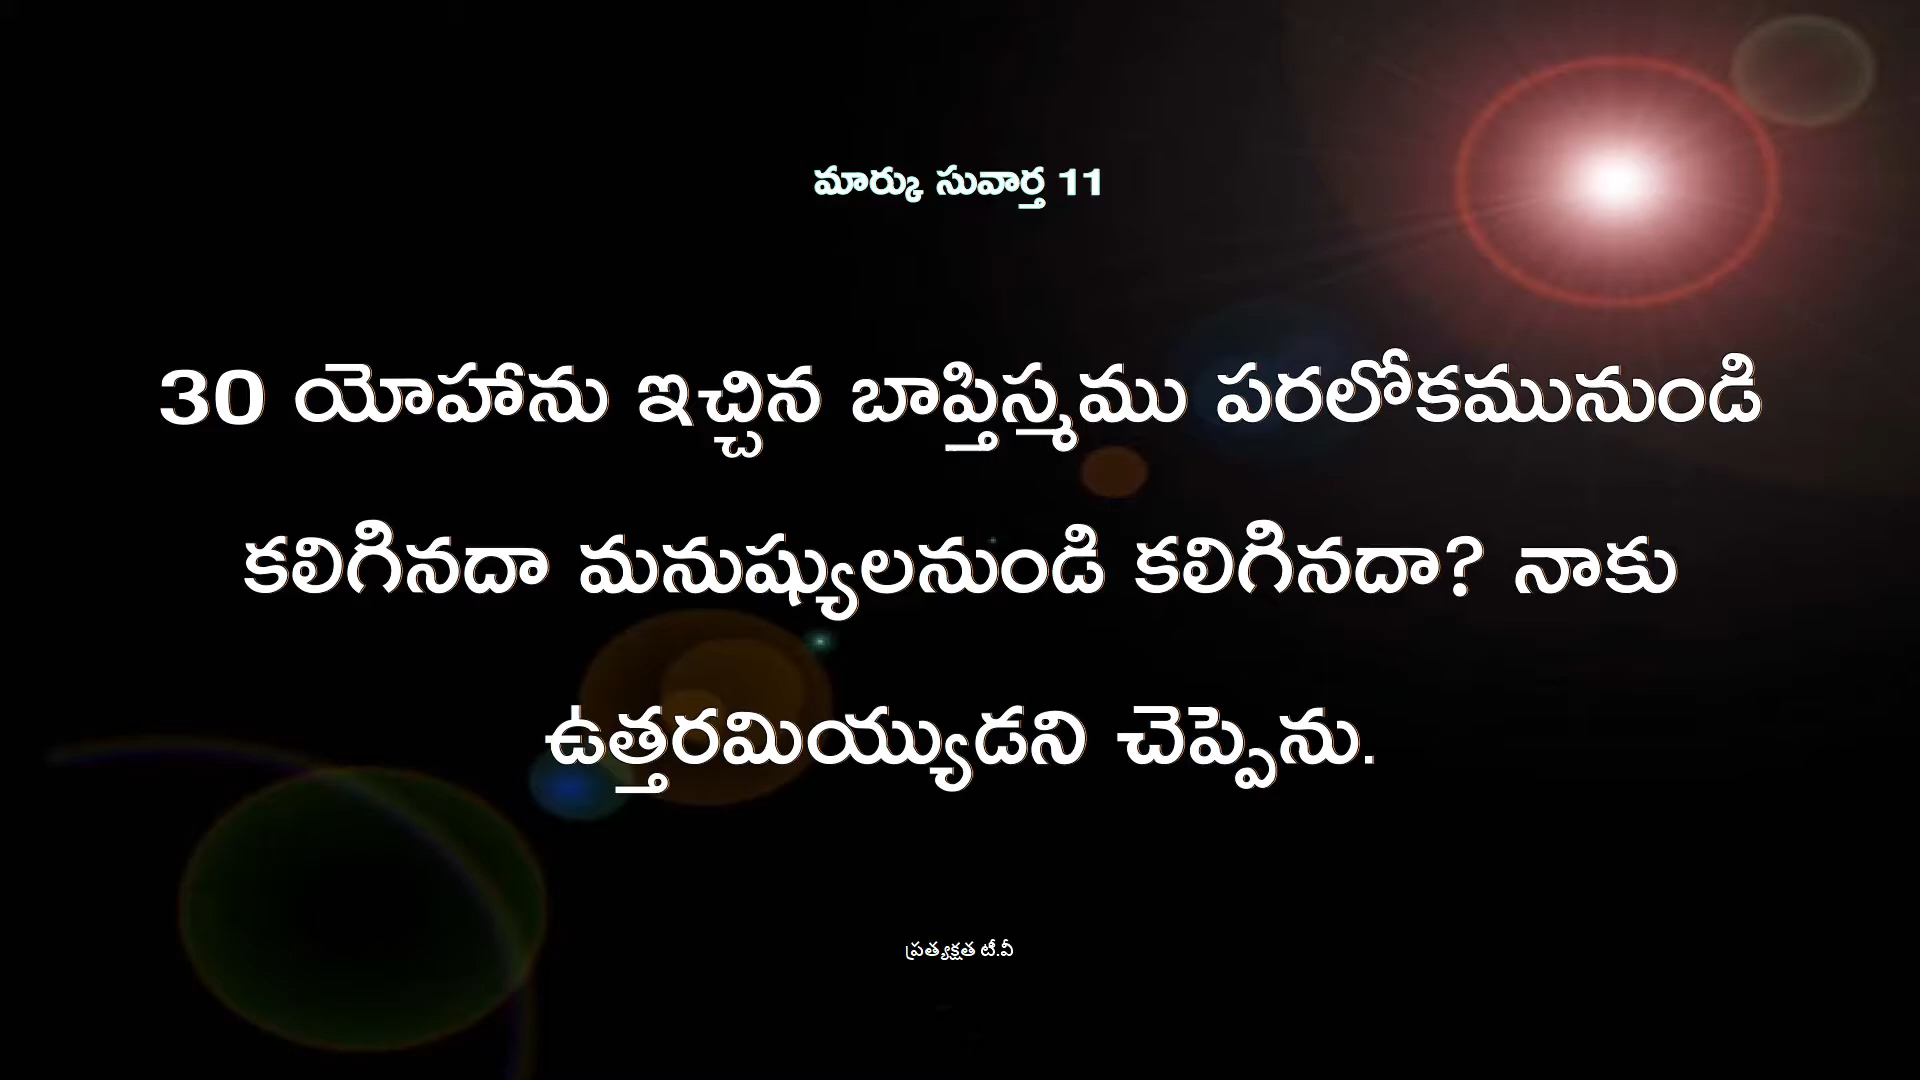 మార్కు సువార్త 11
30 యోహాను ఇచ్చిన బాప్తిస్మము పరలోకమునుండి
కలిగినదా మనుష్యులనుండి కలిగినదా? నాకు
ఉత్తరమియ్యుడని చెప్పెను.
ప్రత్యక్షత టీ.వీ